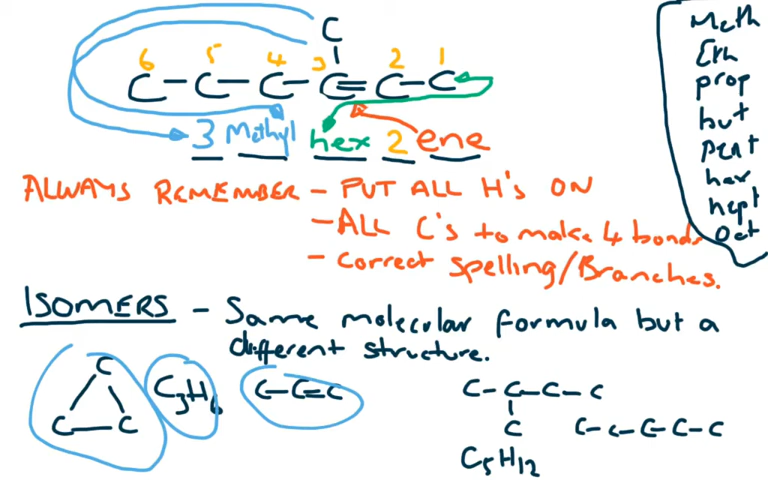 C
6 5 4 3 2 1
C-C-C-C=C-C
3 Methyl hex 2 ene
Meth
Eth
prop
but
pent
hex
hept
Oct
ALWAYS REMEMBER - PUT ALL H's ON
- ALL C's to make 4 bonds
- Correct Spelling/Branches.
ISOMERS - Same molecular formula but a
different structure.
C
C-C
C3H6
C-C=C
C-C-C-C
C
C5H12
C-C-C-C-C